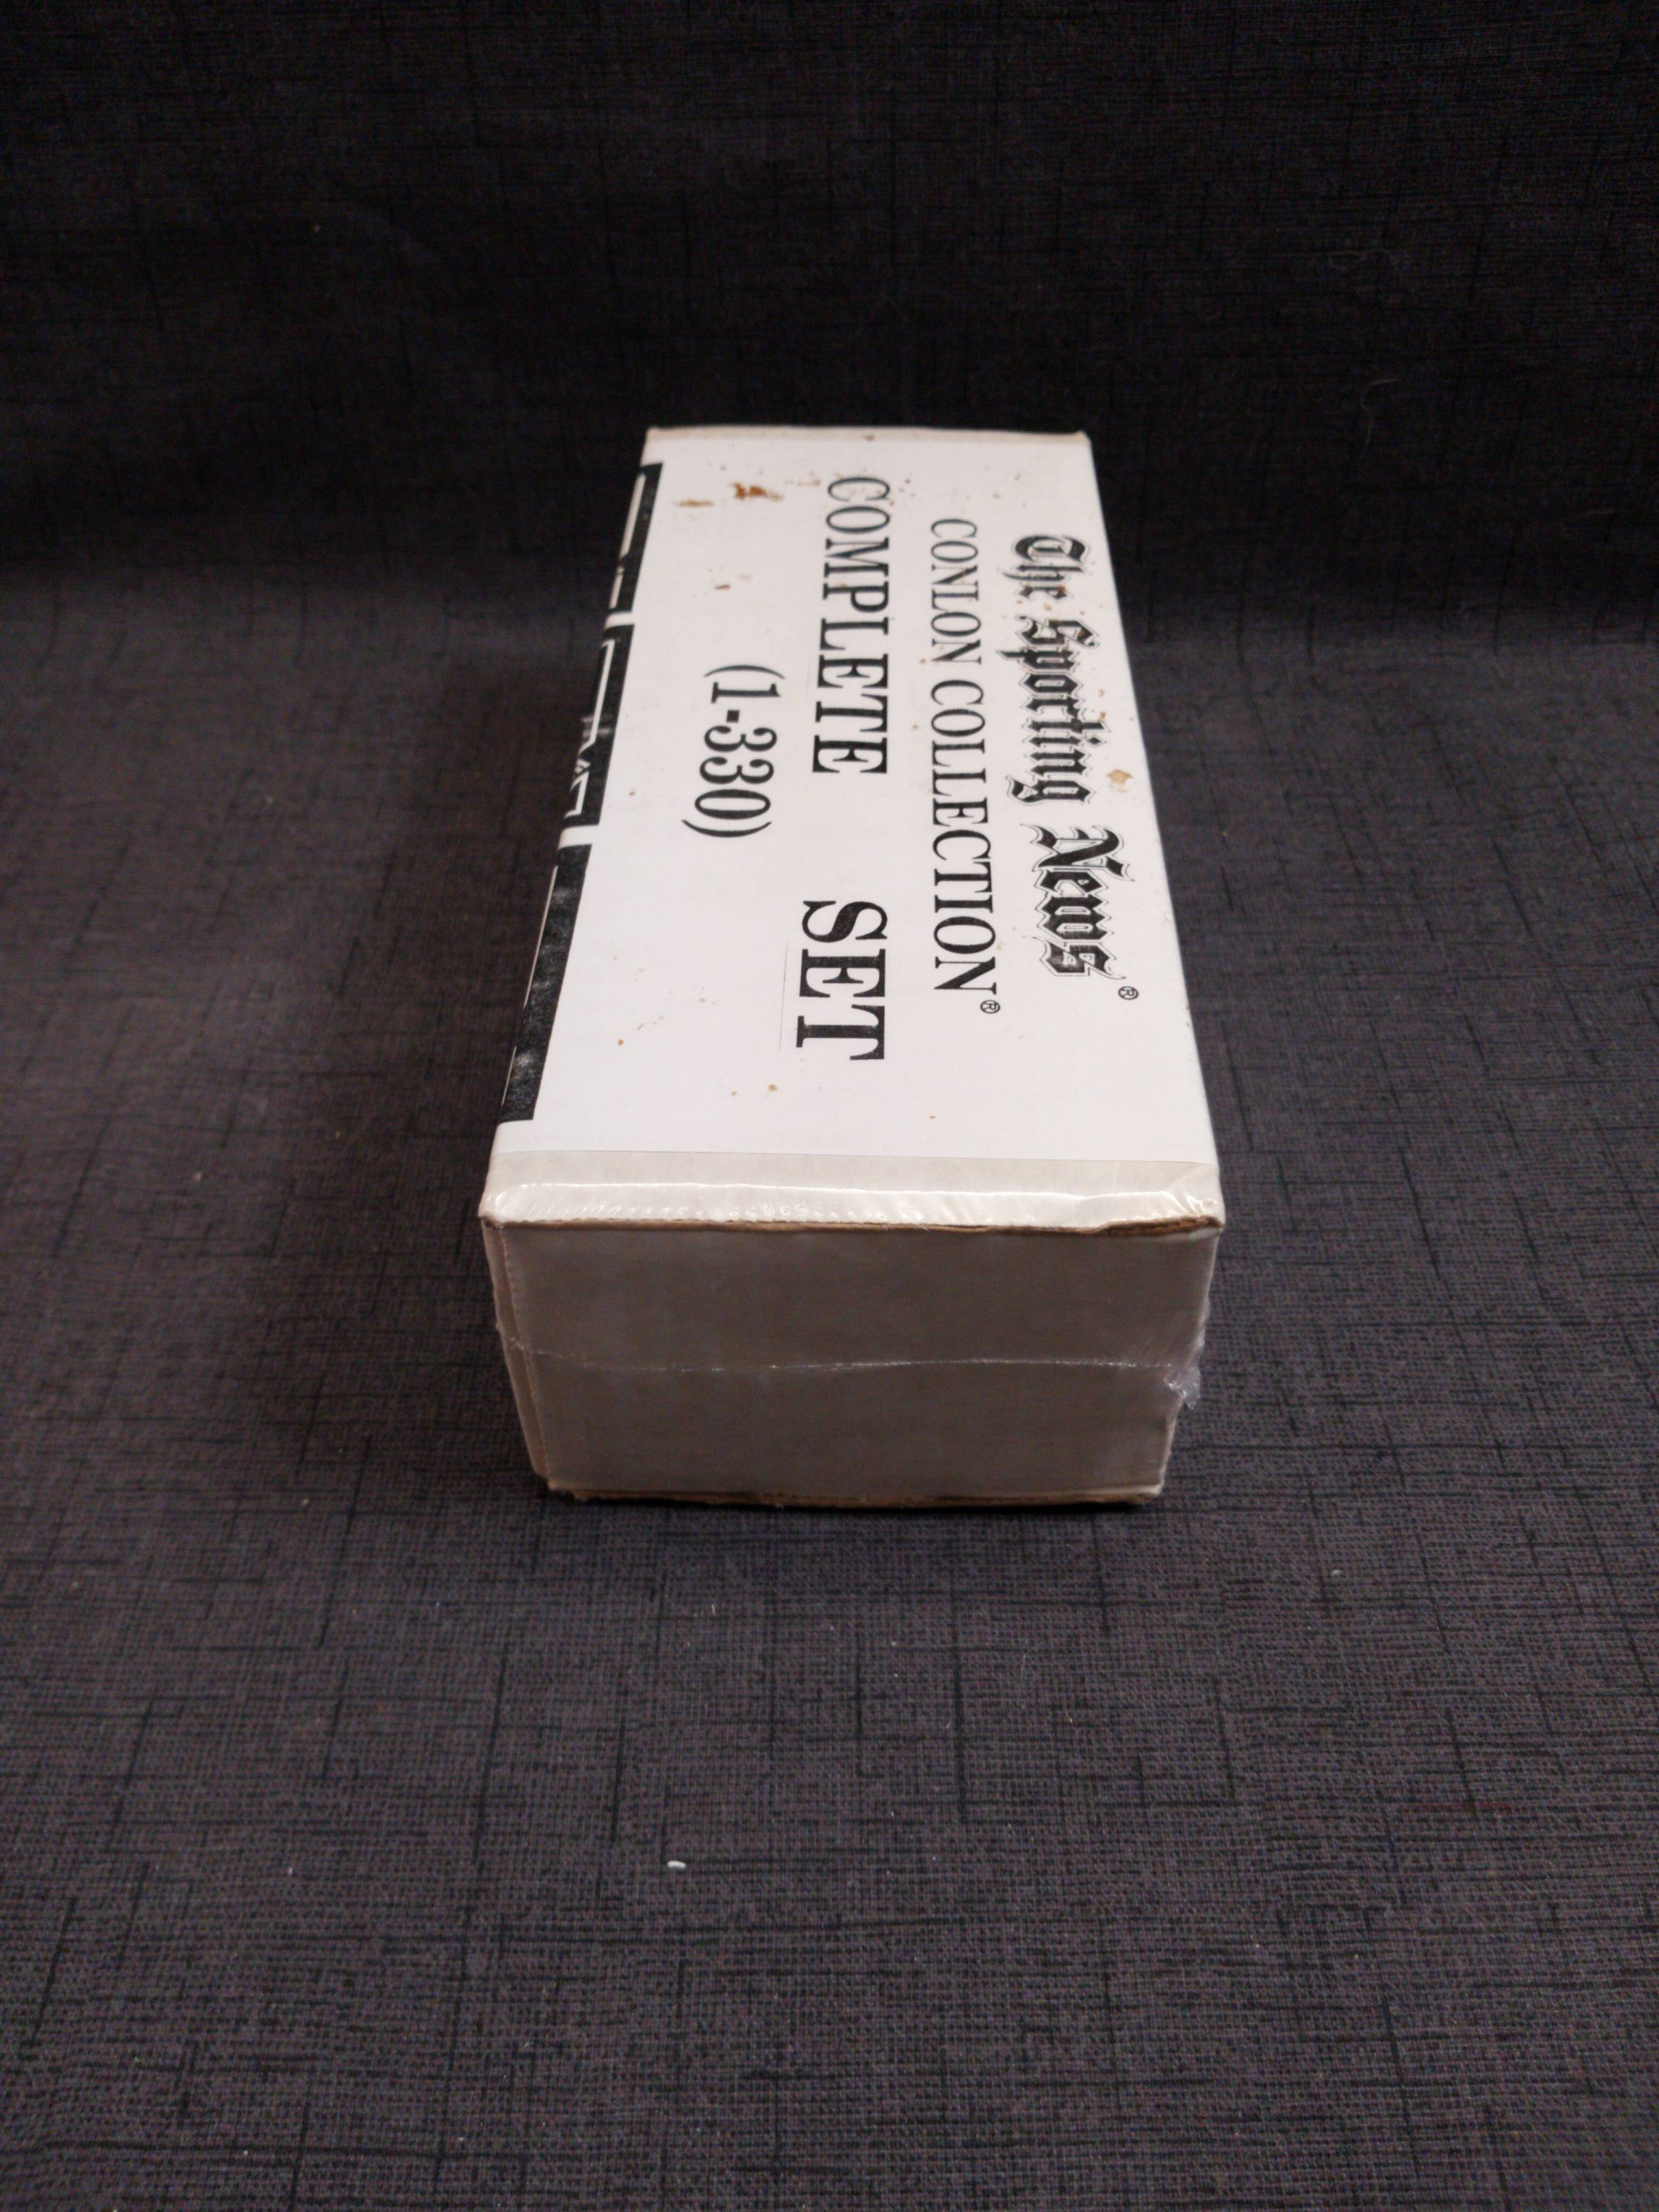 The Sporting News®
CONLON COLLECTION®
COMPLETE SET
(1-330)